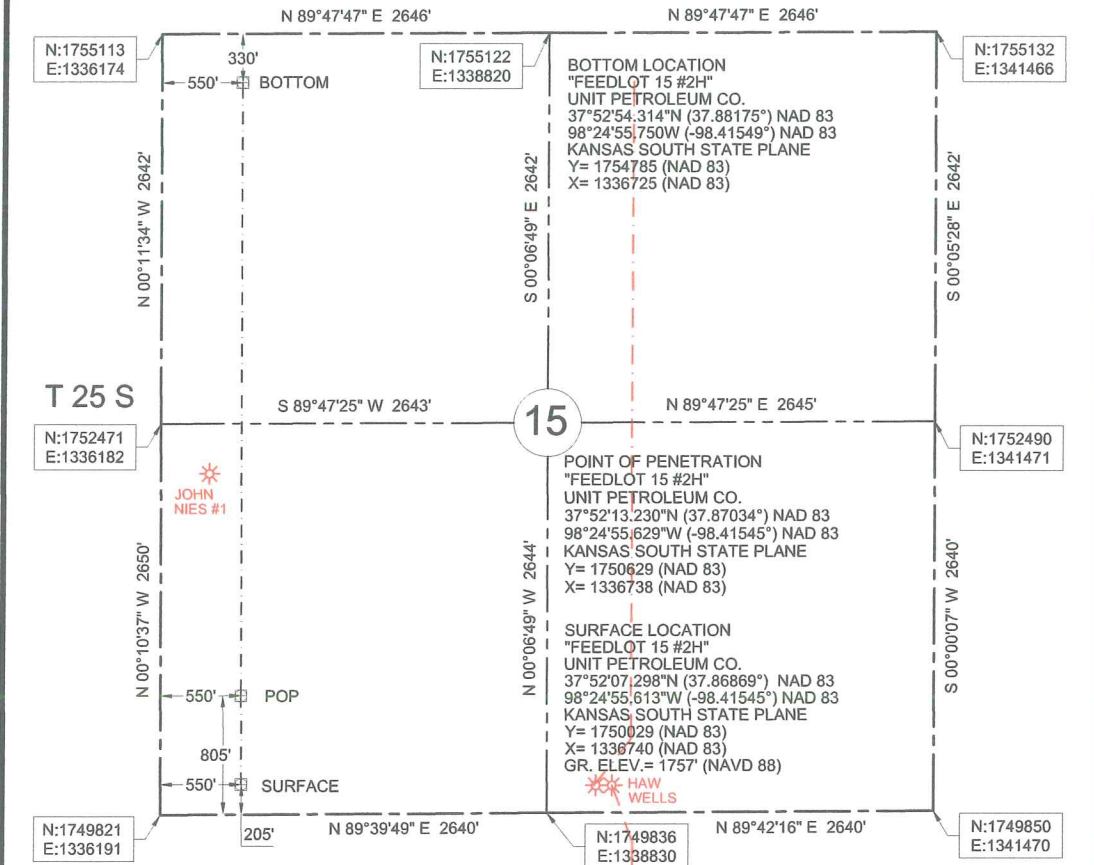 N 89°47'47" E 2646'
N 89°47'47" E 2646'
N:1755113
E:1336174
330'
N:1755122
E:1338820
N:1755132
E:1341466
550'
BOTTOM
BOTTOM LOCATION
"FEEDLOT 15 #2H"
UNIT PETROLEUM CO.
37°52'54.314"N (37.88175°) NAD 83
98°24'55.750W (-98.41549°) NAD 83
KANSAS SOUTH STATE PLANE
Y= 1754785 (NAD 83)
X= 1336725 (NAD 83)
N 00°11'34" W 2642'
S 00°06'49" E 2642'
S 00°05'28" E 2642'
T 25 S
S 89°47'25" W 2643'
15
N 89°47'25" E 2645'
N:1752471
E:1336182
N:1752490
E:1341471
JOHN
NIES #1
POINT OF PENETRATION
"FEEDLOT 15 #2H"
UNIT PETROLEUM CO.
37°52'13.230"N (37.87034°) NAD 83
98°24'55.629"W (-98.41545°) NAD 83
KANSAS SOUTH STATE PLANE
Y= 1750629 (NAD 83)
X= 1336738 (NAD 83)
N 00°10'37" W 2650'
N 00°06'49" W 2644'
S 00°00'07" W 2640'
SURFACE LOCATION
"FEEDLOT 15 #2H"
UNIT PETROLEUM CO.
37°52'07.298"N (37.86869°) NAD 83
98°24'55.613"W (-98.41545°) NAD 83
KANSAS SOUTH STATE PLANE
Y= 1750029 (NAD 83)
X= 1336740 (NAD 83)
GR. ELEV.= 1757' (NAVD 88)
550'
POP
805'
550'
SURFACE
HAW
WELLS
205'
N 89°39'49" E 2640'
N 89°42'16" E 2640'
N:1749821
E:1336191
N:1749836
E:1338830
N:1749850
E:1341470